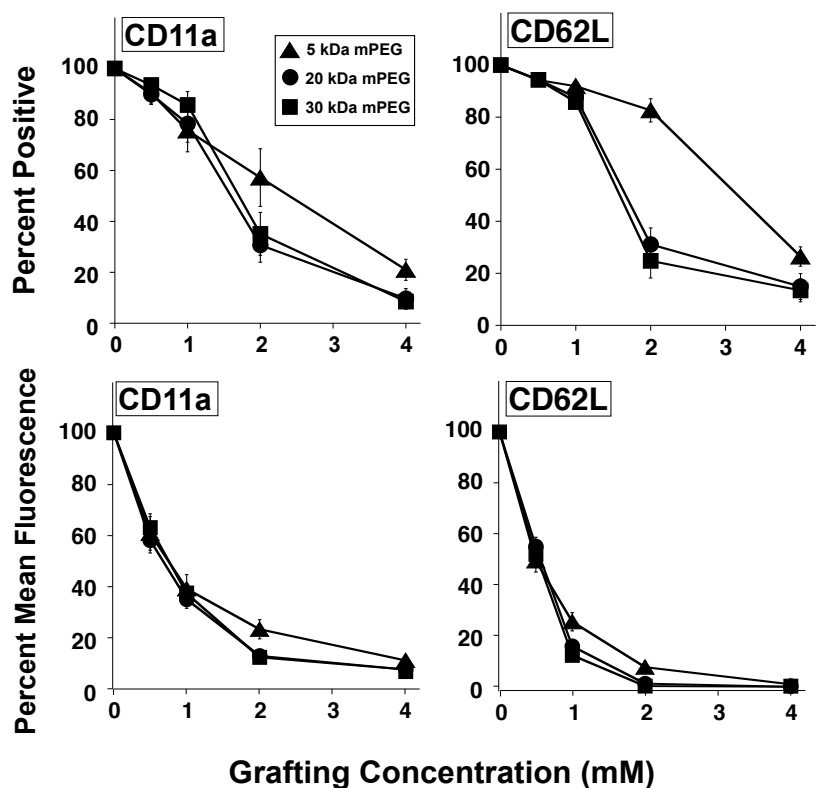 CD11a
5 kDa mPEG
20 kDa mPEG
30 kDa mPEG
Percent Positive
100
80
60
40
20
0
0 1 2 3 4
CD62L
100
80
60
40
20
0
0 1 2 3 4
CD11a
Percent Mean Fluorescence
100
80
60
40
20
0
0 1 2 3 4
CD62L
100
80
60
40
20
0
0 1 2 3 4
Grafting Concentration (mM)